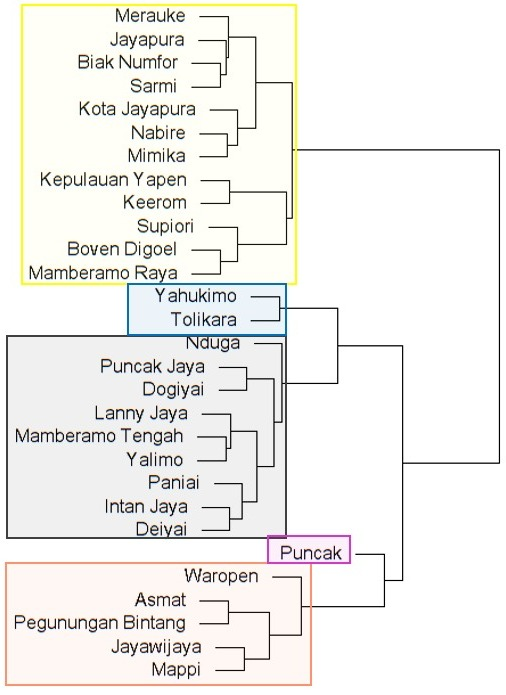 Merauke
Jayapura
Biak Numfor
Sarmi
Kota Jayapura
Nabire
Mimika
Kepulauan Yapen
Keerom
Supiori
Boven Digoel
Mamberamo Raya
Yahukimo
Tolikara
Nduga
Puncak Jaya
Dogiyai
Lanny Jaya
Mamberamo Tengah
Yalimo
Paniai
Intan Jaya
Deiyai
Puncak
Waropen
Asmat
Pegunungan Bintang
Jayawijaya
Mappi